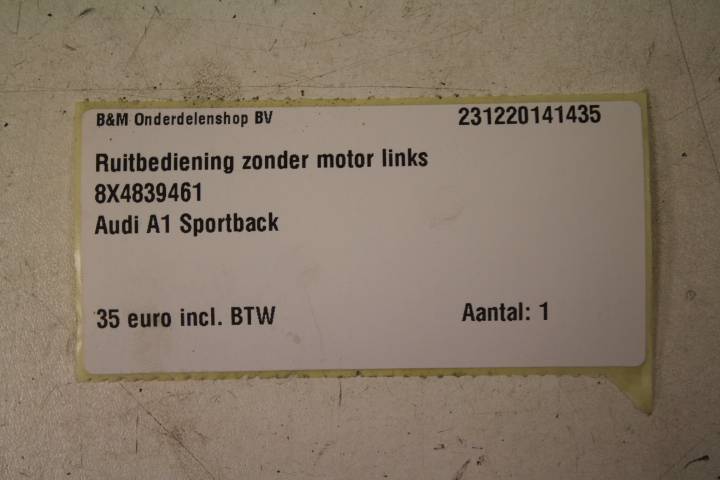 B&M Onderdelenshop BV 231220141435
Ruitbediening zonder motor links
8X4839461
Audi A1 Sportback
35 euro incl. BTW Aantal: 1